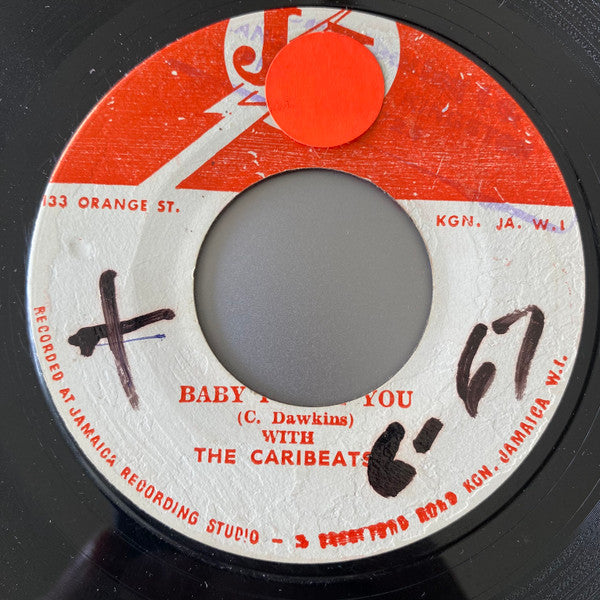 J
133 ORANGE ST.
KGN. JA. W.I
+
BABY I YOU
(C. Dawkins)
WITH
THE CARIBEATS
6-67
RECORDED AT JAMAICA RECORDING STUDIO - ROAD KGN. JAMAICA W.I.